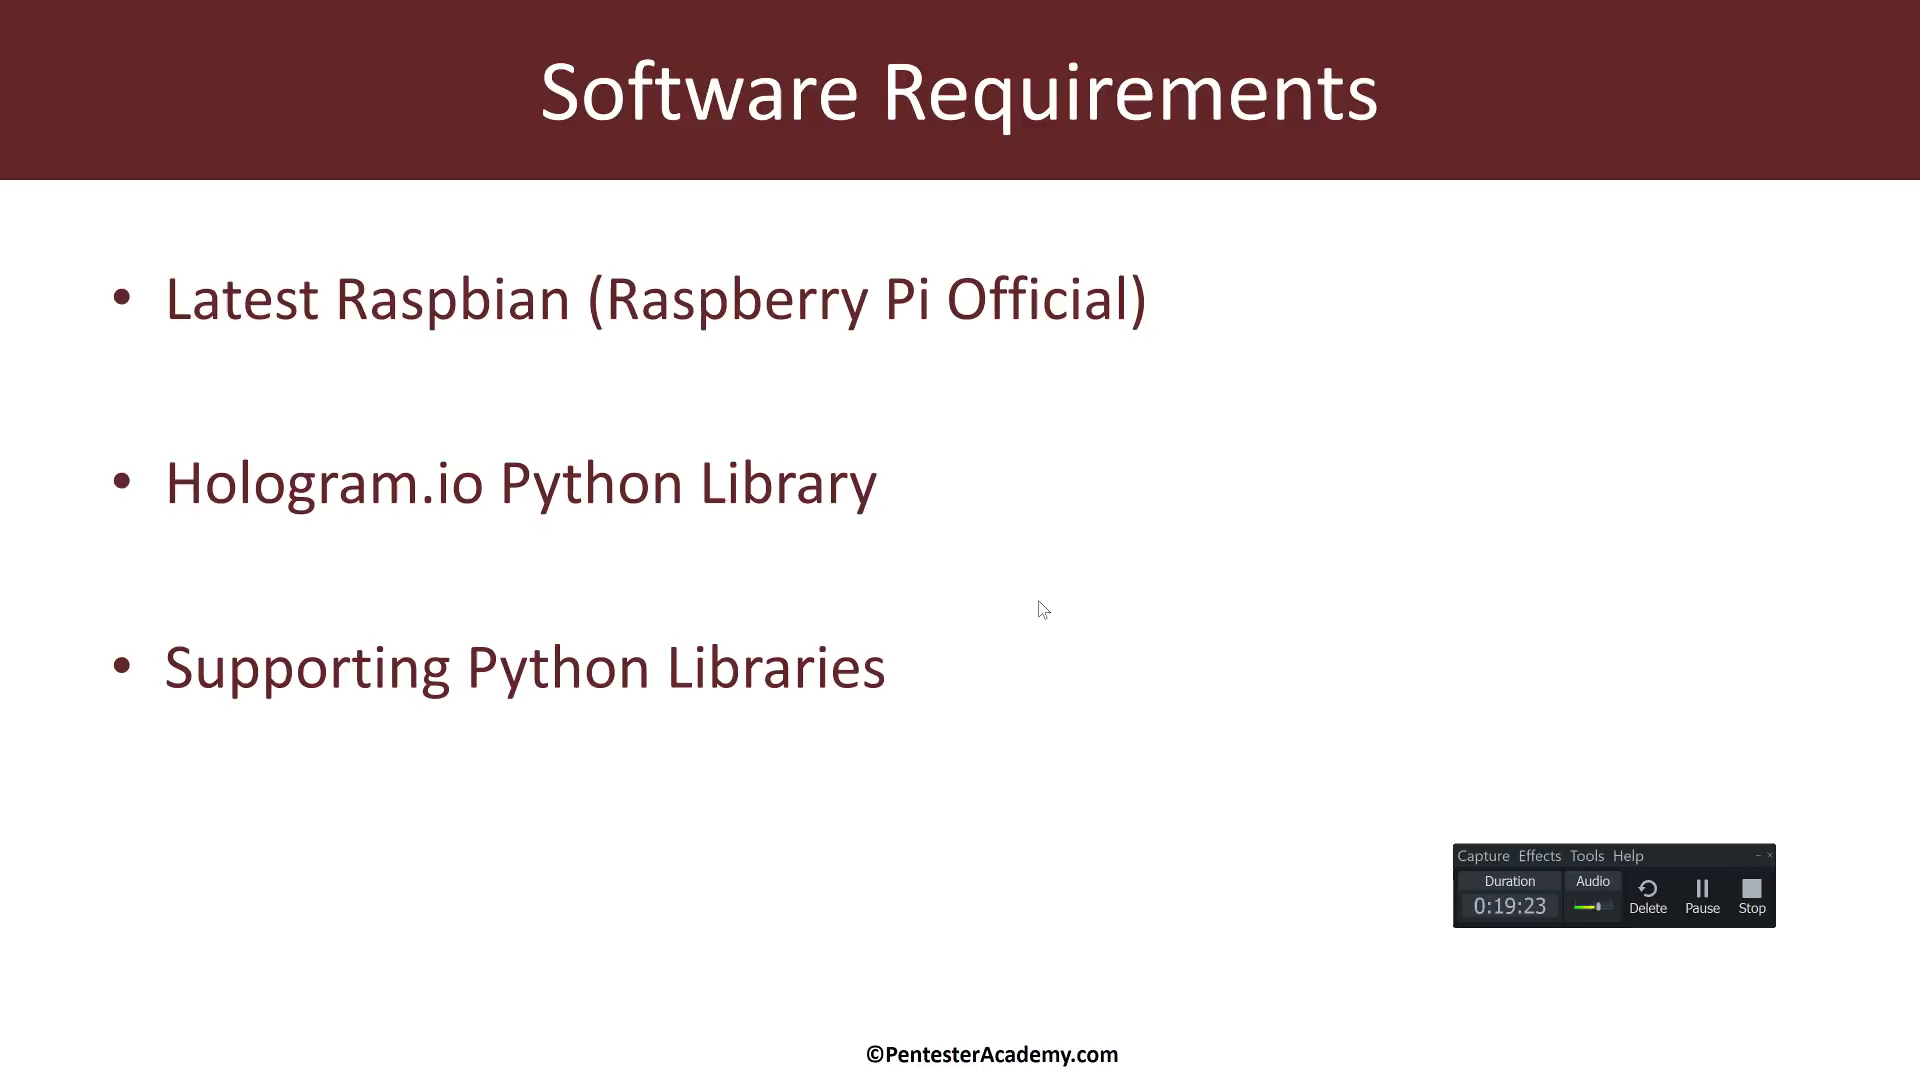 Software Requirements
• Latest Raspbian (Raspberry Pi Official)
• Hologram.io Python Library
• Supporting Python Libraries
Capture Effects Tools Help
Duration Audio
0:19:23 Delete Pause Stop
©PentesterAcademy.com